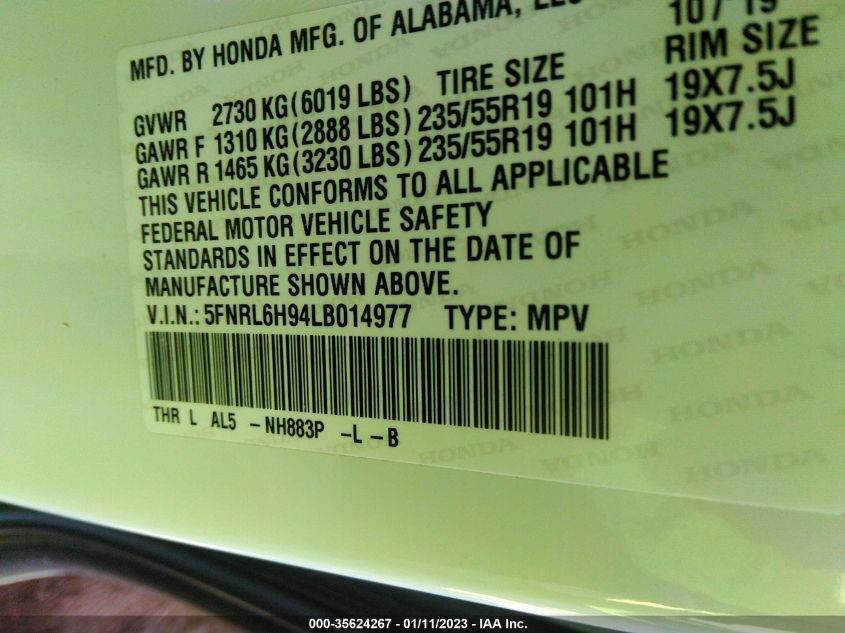 MFD. BY HONDA MFG. OF ALABAMA, LLC 10/19
GVWR 2730 KG(6019 LBS) TIRE SIZE RIM SIZE
GAWR F 1310 KG(2888 LBS) 235/55R19 101H 19X7.5J
GAWR R 1465 KG(3230 LBS) 235/55R19 101H 19X7.5J
THIS VEHICLE CONFORMS TO ALL APPLICABLE
FEDERAL MOTOR VEHICLE SAFETY
STANDARDS IN EFFECT ON THE DATE OF
MANUFACTURE SHOWN ABOVE.
V.I.N.: 5FNRL6H94LB014977 TYPE: MPV
THR L AL5 -NH883P -L-B
000-35624267 - 01/11/2023 - IAA Inc.